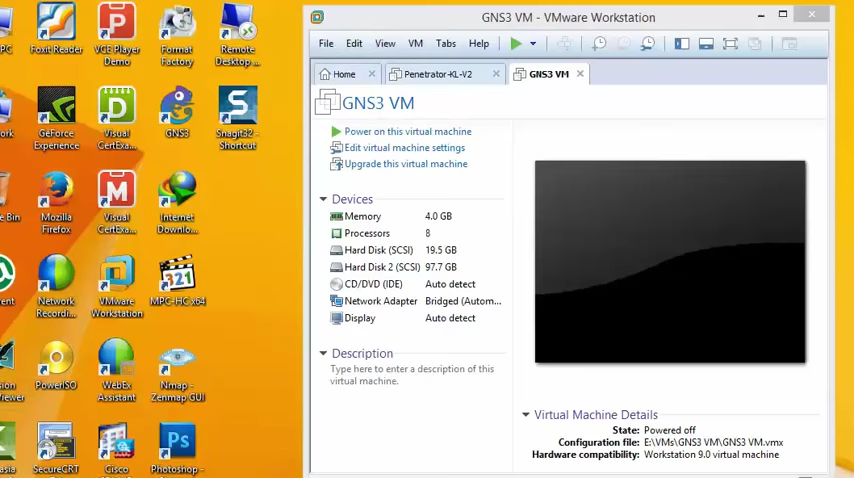 PC
Foxit Reader
VCE Player
Demo
Format
Factory
Remote
Desktop ...
GeForce
Experience
Visual
CertExa...
GNS3
Snagit32 -
Shortcut
Bin
Mozilla
Firefox
Visual
CertExa...
Internet
Downlo...
Network
Recordi...
VMware
Workstation
MPC-HC x64
PowerISO
WebEx
Assistant
Nmap -
Zenmap GUI
SecureCRT
Cisco
Photoshop -
GNS3 VM - VMware Workstation
File Edit View VM Tabs Help
Home
Penetrator-KL-V2
GNS3 VM
GNS3 VM
Power on this virtual machine
Edit virtual machine settings
Upgrade this virtual machine
Devices
Memory 4.0 GB
Processors 8
Hard Disk (SCSI) 19.5 GB
Hard Disk 2 (SCSI) 97.7 GB
CD/DVD (IDE) Auto detect
Network Adapter Bridged (Autom...
Display Auto detect
Description
Type here to enter a description of this
virtual machine.
Virtual Machine Details
State: Powered off
Configuration file: E:\VMs\GNS3 VM\GNS3 VM.vmx
Hardware compatibility: Workstation 9.0 virtual machine